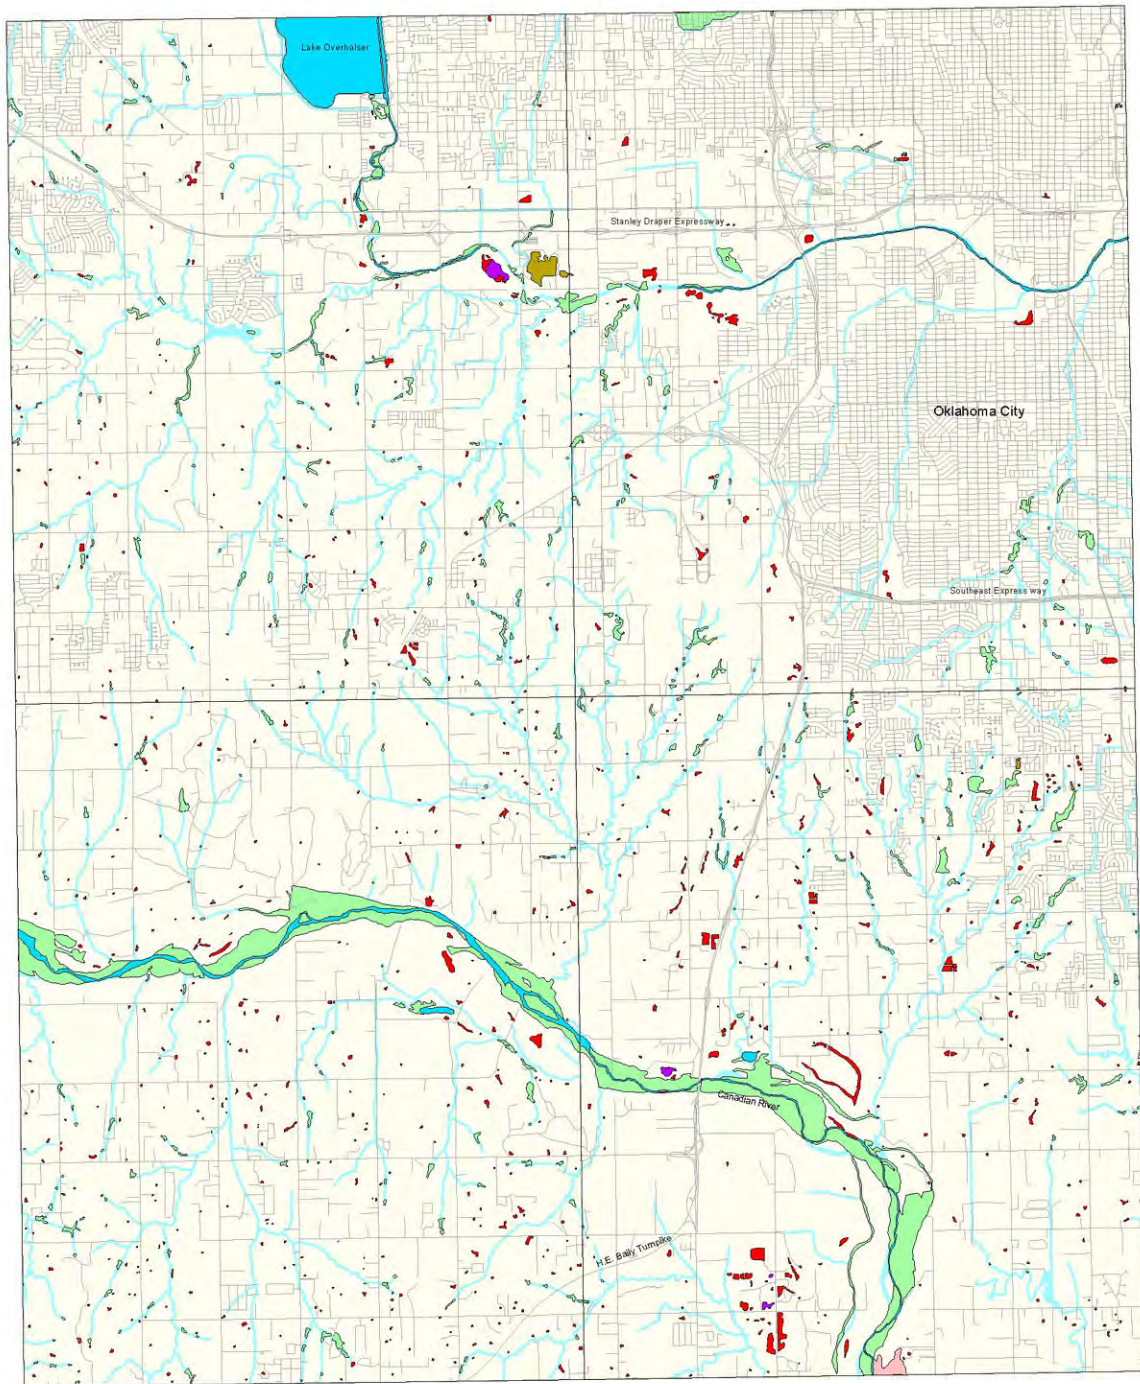 Lake Overholser
Stanley Draper Expressway
Oklahoma City
Southeast Express way
Canadian River
H.E. Baily Turnpike